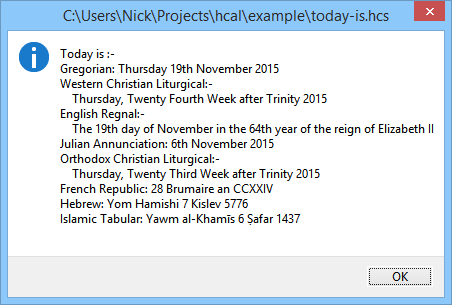 C:\Users\Nick\Projects\hcal\example\today-is.hcs
Today is :-
Gregorian: Thursday 19th November 2015
Western Christian Liturgical:-
Thursday, Twenty Fourth Week after Trinity 2015
English Regnal:-
The 19th day of November in the 64th year of the reign of Elizabeth II
Julian Annunciation: 6th November 2015
Orthodox Christian Liturgical:-
Thursday, Twenty Third Week after Trinity 2015
French Republic: 28 Brumaire an CCXXIV
Hebrew: Yom Hamishi 7 Kislev 5776
Islamic Tabular: Yawm al-Khamīs 6 Ṣafar 1437
OK